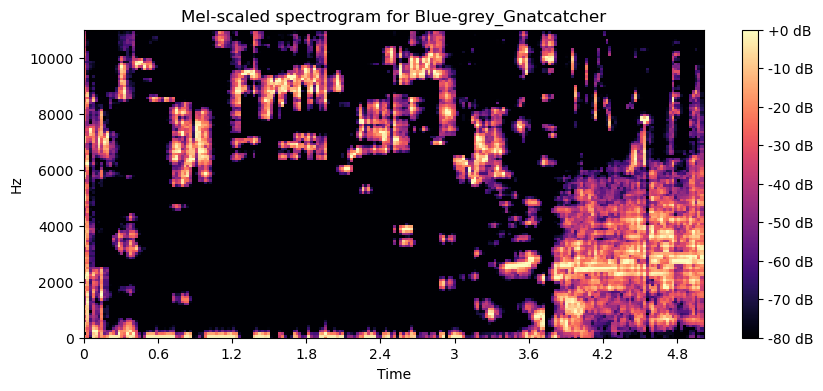 Mel-scaled spectrogram for Blue-grey_Gnatcatcher
10000
8000
6000
4000
2000
0
Hz
0 0.6 1.2 1.8 2.4 3 3.6 4.2 4.8
Time
+0 dB
-10 dB
-20 dB
-30 dB
-40 dB
-50 dB
-60 dB
-70 dB
-80 dB